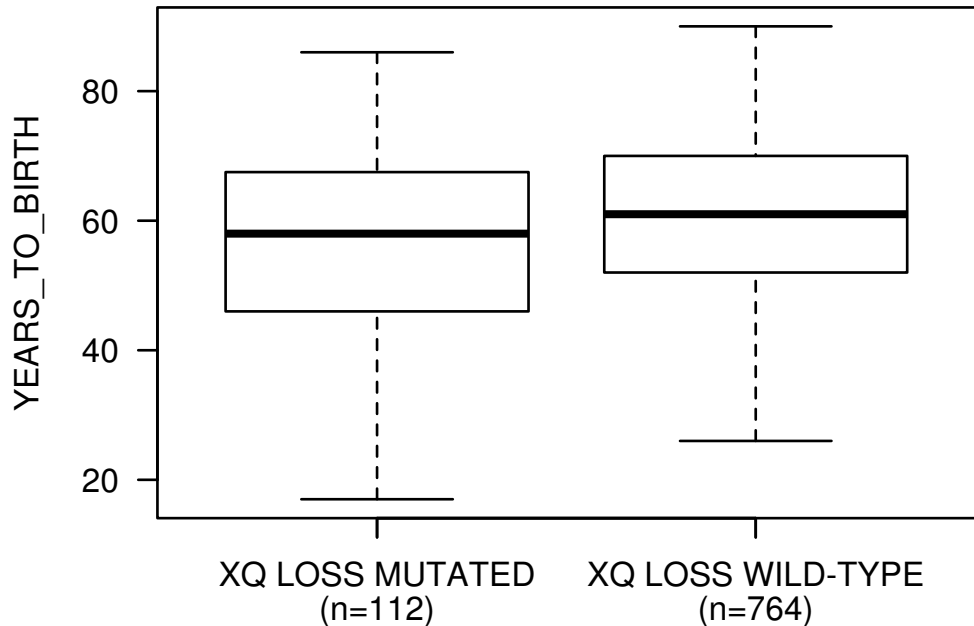 YEARS_TO_BIRTH
80
60
40
20
XQ LOSS MUTATED
(n=112)
XQ LOSS WILD-TYPE
(n=764)